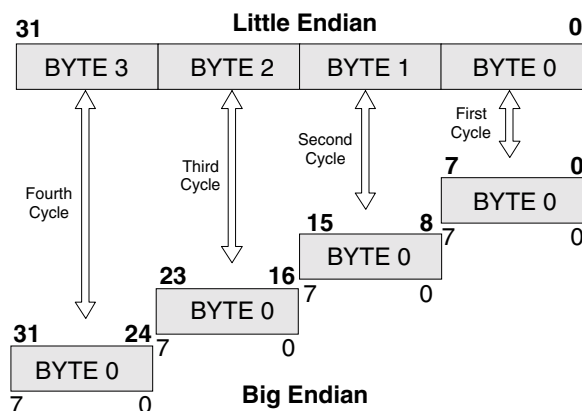 Little Endian
31 0
BYTE 3 BYTE 2 BYTE 1 BYTE 0
First
Cycle
Second
Cycle
Third
Cycle
Fourth
Cycle
7 0
BYTE 0
7 0
15 8
BYTE 0
7 0
23 16
BYTE 0
7 0
31 24
BYTE 0
7 0
Big Endian